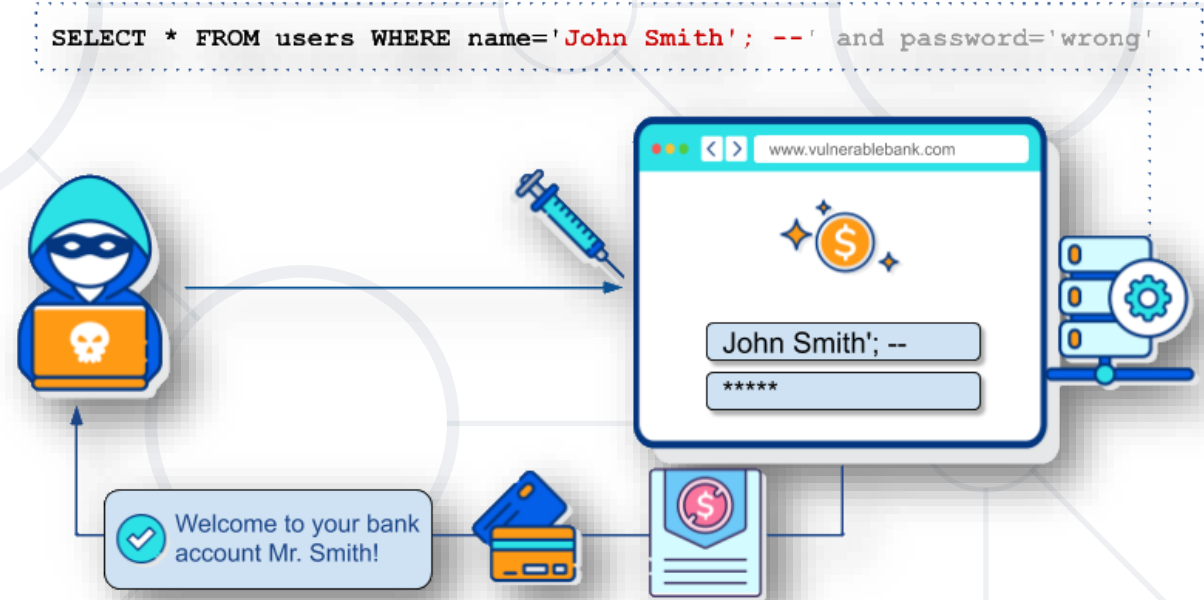 SELECT * FROM users WHERE name='John Smith'; --' and password='wrong'
www.vulnerablebank.com
$
John Smith'; --
*****
$
Welcome to your bank
account Mr. Smith!